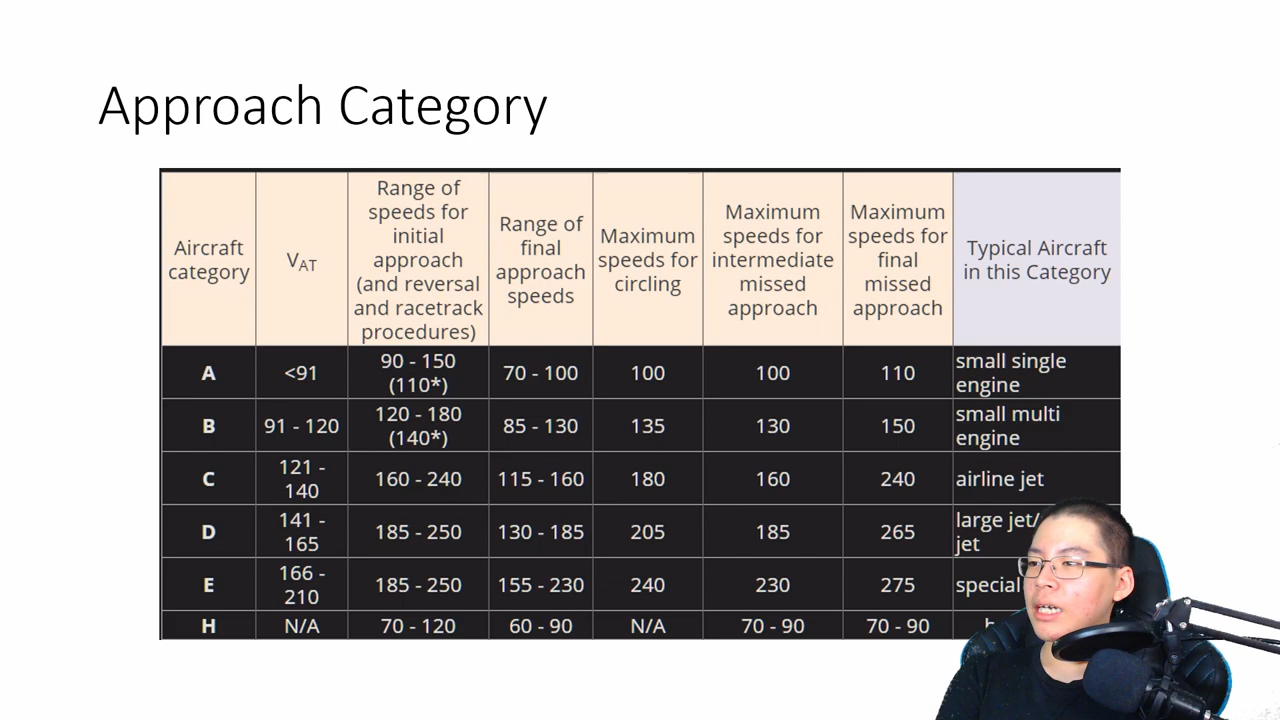 Approach Category
Aircraft
category
VAT
Range of
speeds for
initial
approach
(and reversal
and racetrack
procedures)
Range of
final
approach
speeds
Maximum
speeds for
circling
Maximum
speeds for
intermediate
missed
approach
Maximum
speeds for
final
missed
approach
Typical Aircraft
in this Category
A
<91
90 - 150
(110*)
70 - 100
100
100
110
small single
engine
B
91 - 120
120 - 180
(140*)
85 - 130
135
130
150
small multi
engine
C
121 -
140
160 - 240
115 - 160
180
160
240
airline jet
D
141 -
165
185 - 250
130 - 185
205
185
265
large jet/
jet
E
166 -
210
185 - 250
155 - 230
240
230
275
special
H
N/A
70 - 120
60 - 90
N/A
70 - 90
70 - 90